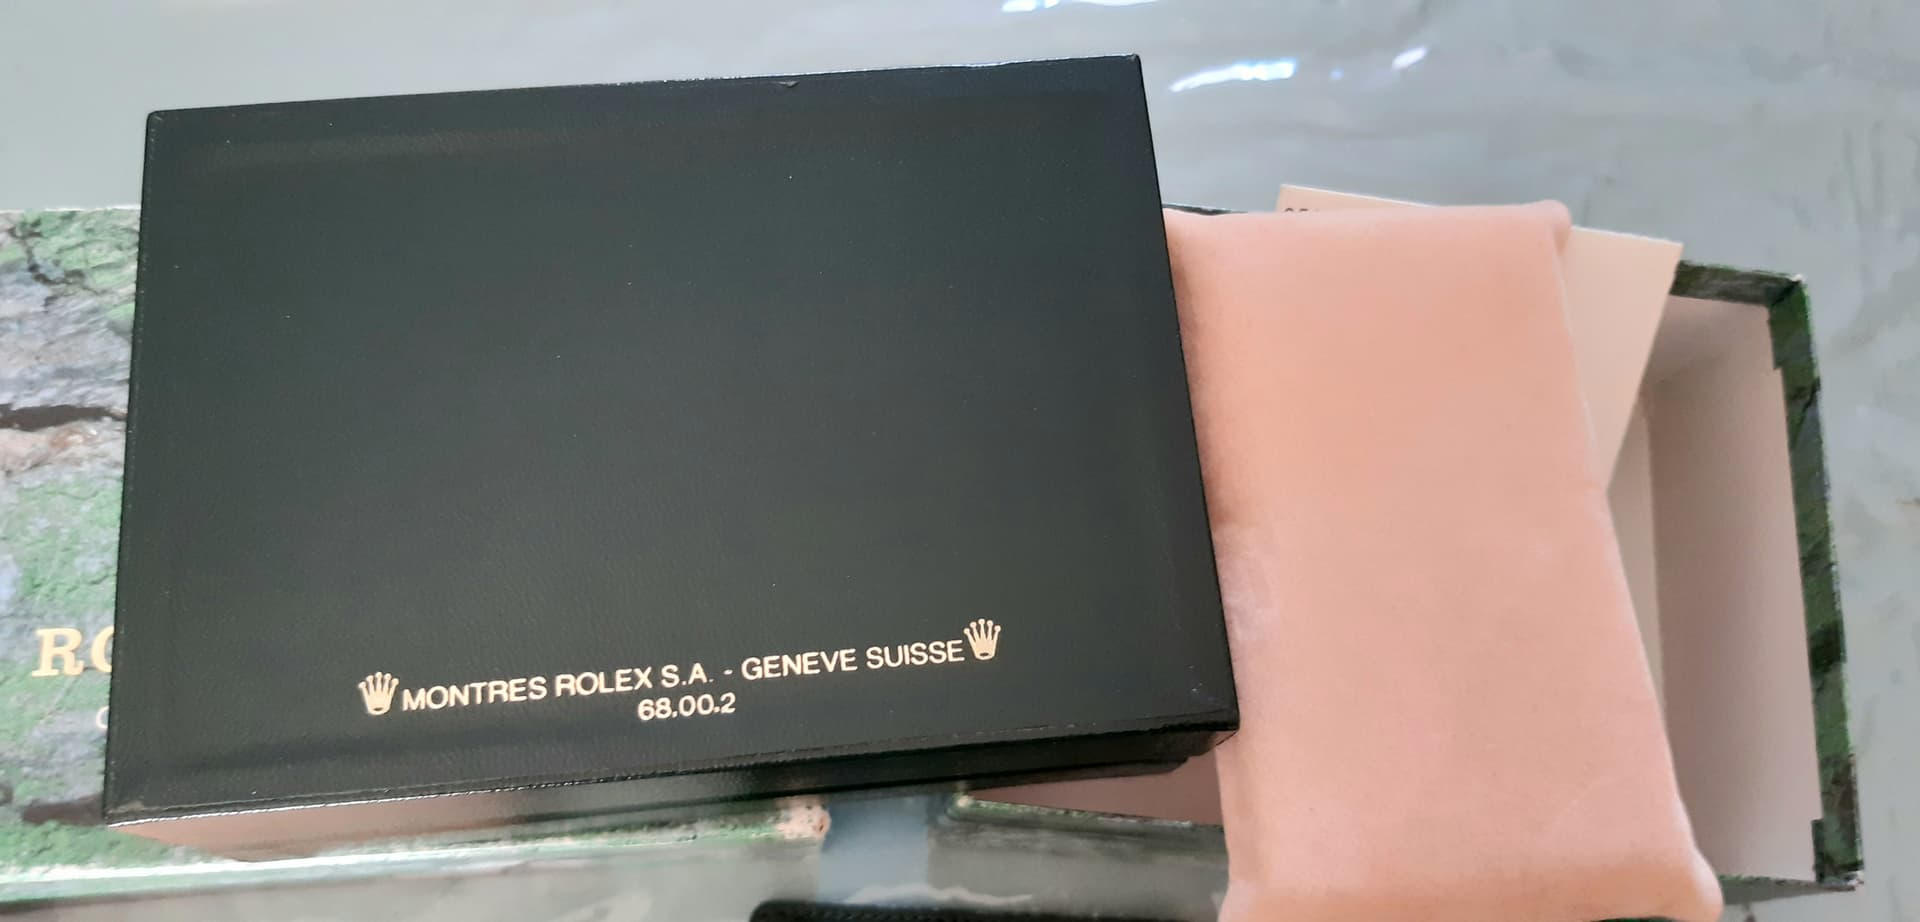 MONTRES ROLEX S.A. - GENEVE SUISSE
68.00.2